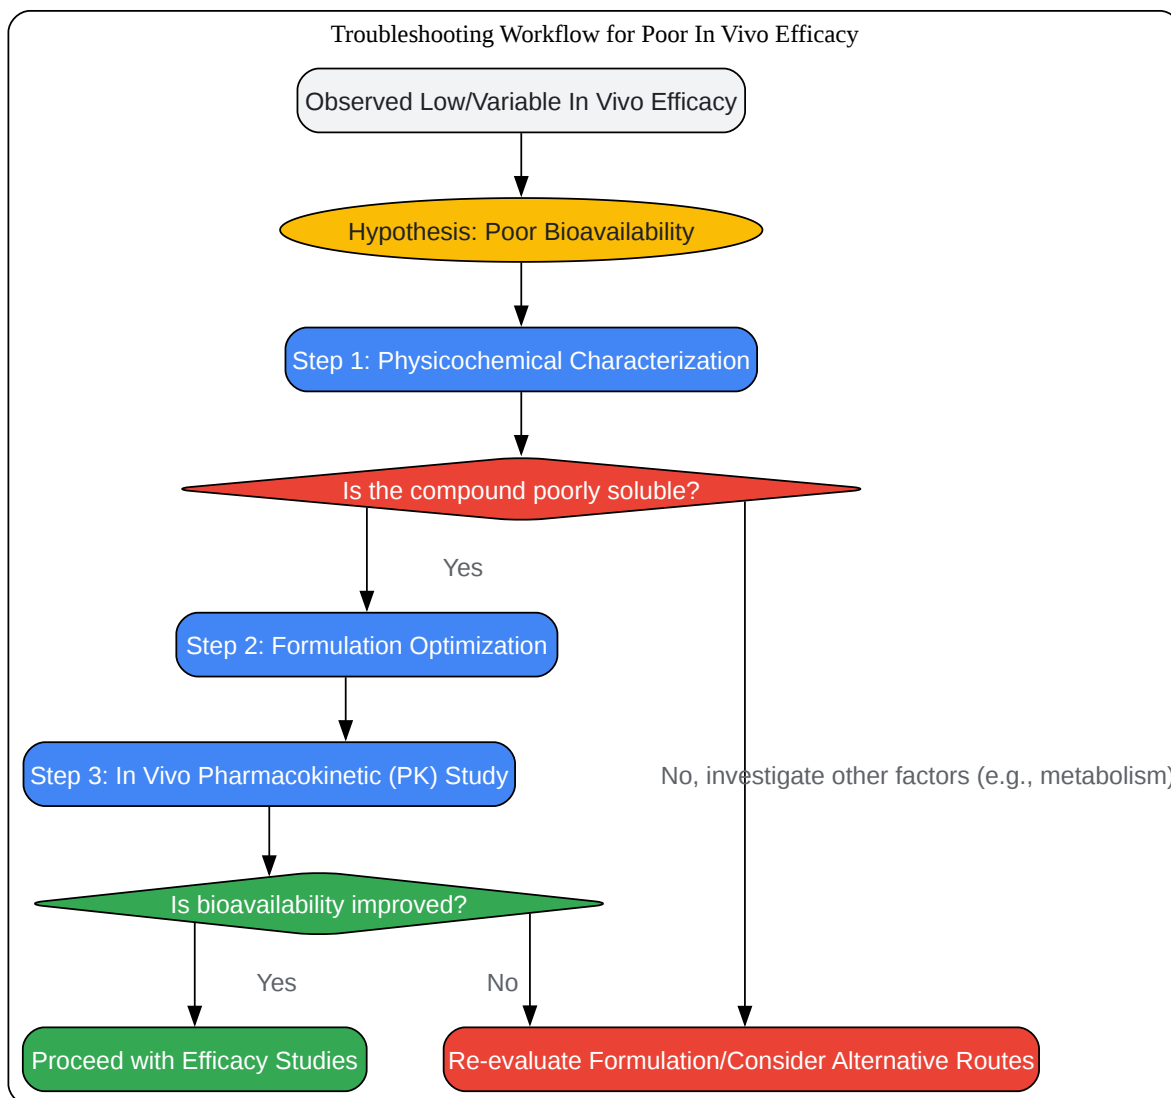 Troubleshooting Workflow for Poor In Vivo Efficacy
Observed Low/Variable In Vivo Efficacy
Hypothesis: Poor Bioavailability
Step 1: Physicochemical Characterization
Is the compound poorly soluble?
Yes
Step 2: Formulation Optimization
Step 3: In Vivo Pharmacokinetic (PK) Study
No, investigate other factors (e.g., metabolism)
Is bioavailability improved?
Yes
No
Proceed with Efficacy Studies
Re-evaluate Formulation/Consider Alternative Routes